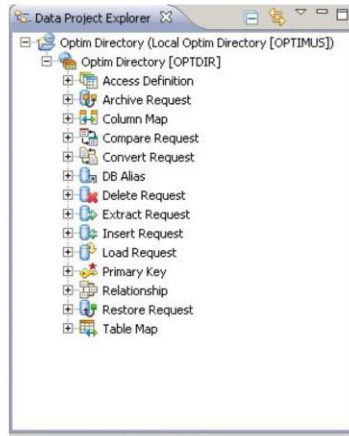 Data Project Explorer
Optim Directory (Local Optim Directory [OPTIMUS])
Optim Directory [OPTDIR]
Access Definition
Archive Request
Column Map
Compare Request
Convert Request
DB Alias
Delete Request
Extract Request
Insert Request
Load Request
Primary Key
Relationship
Restore Request
Table Map